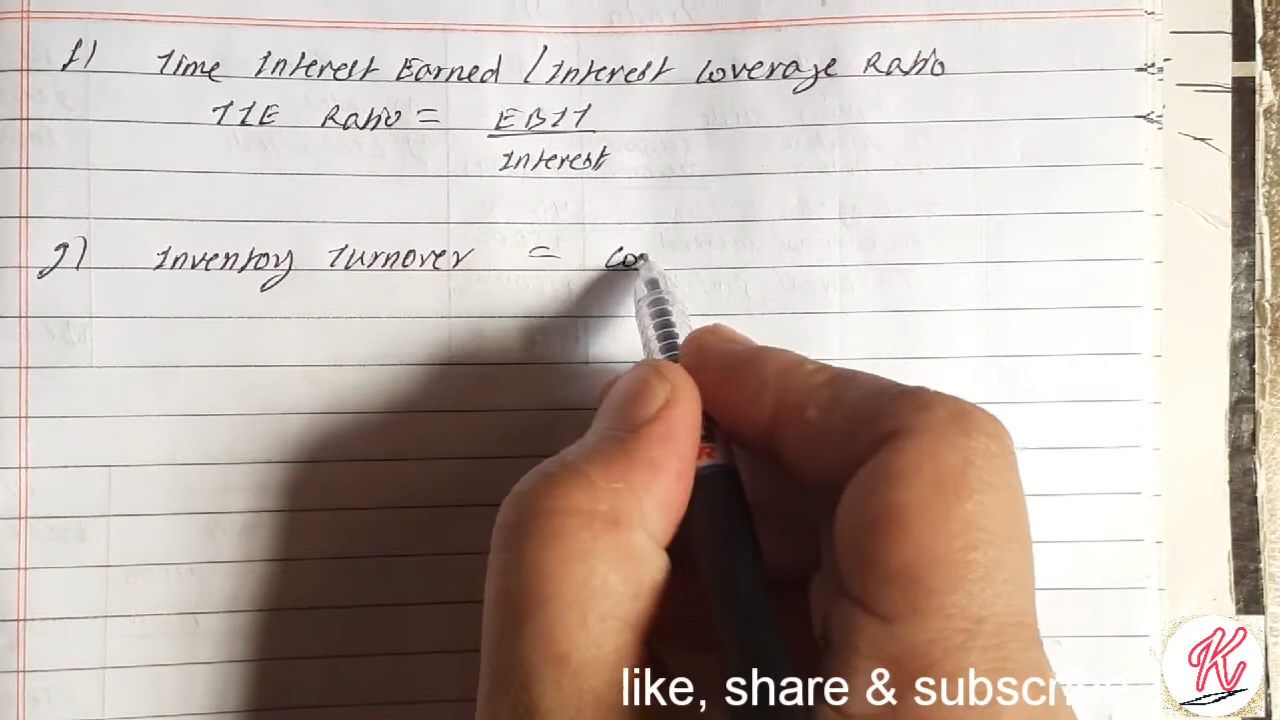 f) Time Interest Earned / Interest Coverage Ratio
TIE Ratio = EBIT
Interest
g) Inventory Turnover = Co
like, share & subscri
K